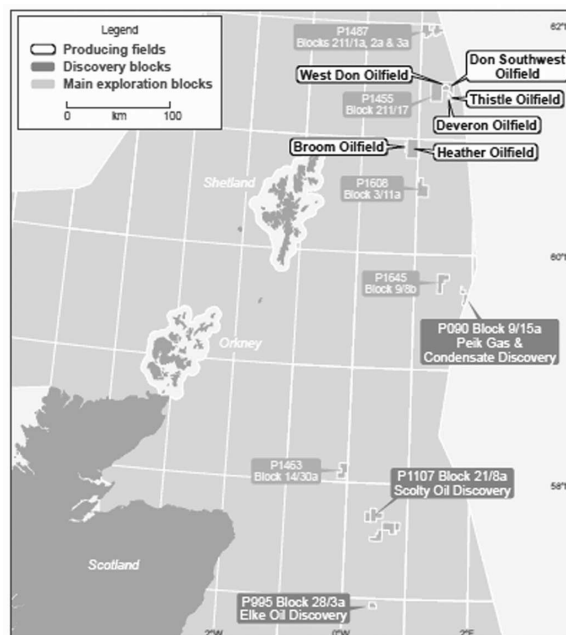 Legend
Producing fields
Discovery blocks
Main exploration blocks
0 100
km
62°N
P1487
Blocks 211/1a, 2a & 3a
West Don Oilfield
Don Southwest
Oilfield
P1455
Block 211/17
Thistle Oilfield
Deveron Oilfield
Broom Oilfield
Heather Oilfield
Shetland
P1608
Block 3/11a
60°N
P1645
Block 9/8b
P090 Block 9/15a
Peik Gas &
Condensate Discovery
Orkney
P1463
Block 14/30a
P1107 Block 21/8a
Scolty Oil Discovery
58°N
Scotland
P995 Block 28/3a
Elke Oil Discovery
2°W
0°W
2°E